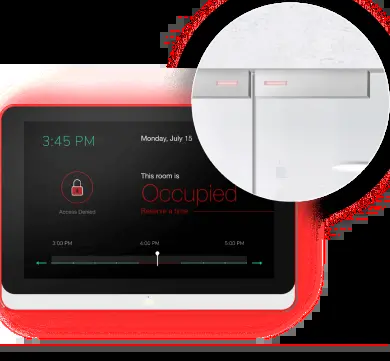 3:45 PM
Monday, July 15
This room is
Occupied
Reserve a time
Access Denied
3:00 PM 4:00 PM 5:00 PM